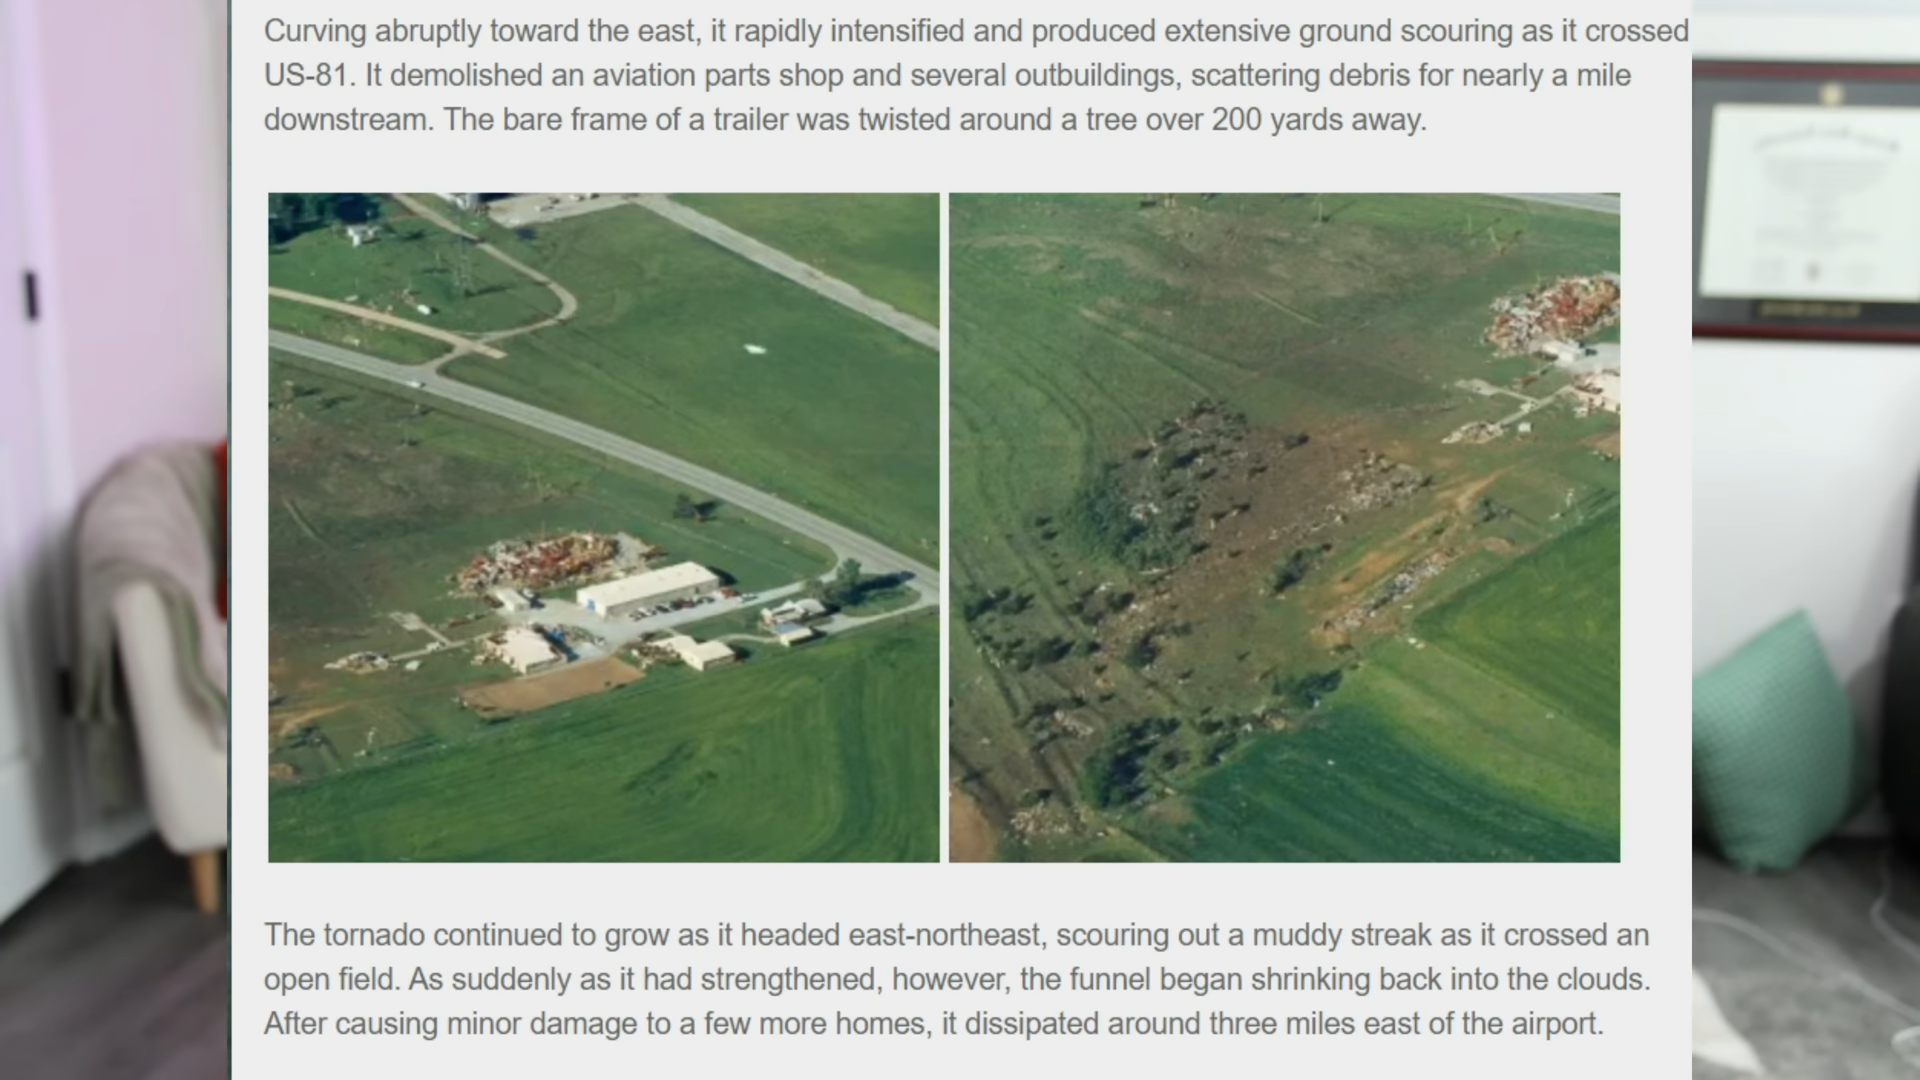 Curving abruptly toward the east, it rapidly intensified and produced extensive ground scouring as it crossed
US-81. It demolished an aviation parts shop and several outbuildings, scattering debris for nearly a mile
downstream. The bare frame of a trailer was twisted around a tree over 200 yards away.
The tornado continued to grow as it headed east-northeast, scouring out a muddy streak as it crossed an
open field. As suddenly as it had strengthened, however, the funnel began shrinking back into the clouds.
After causing minor damage to a few more homes, it dissipated around three miles east of the airport.